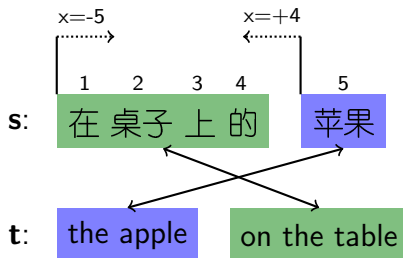 x=-5 x=+4
1 2 3 4 5
s: 在 桌子 上 的 苹果
t: the apple on the table